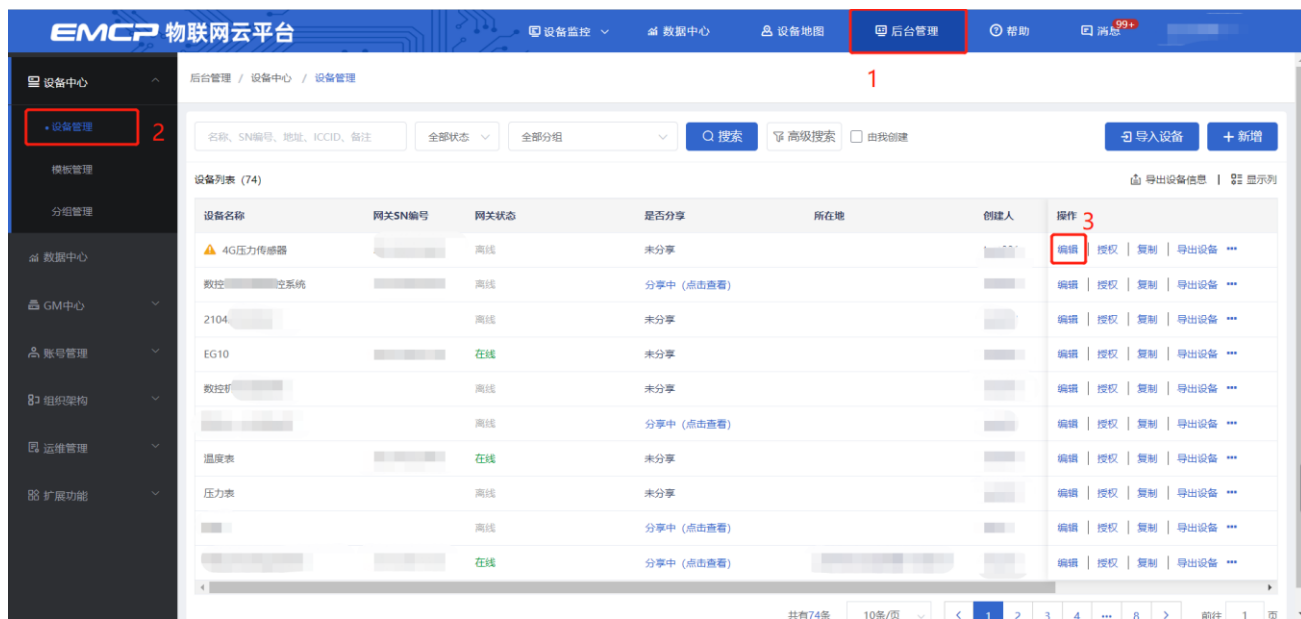 EMCP 物联网云平台 设备监控 数据中心 设备地图 后台管理 帮助 消息 99+
设备中心
后台管理 / 设备中心 / 设备管理
1
• 设备管理 2
名称、SN编号、地址、ICCID、备注 全部状态 全部分组 搜索 高级搜索 由我创建 导入设备 + 新增
模板管理
设备列表 (74) 导出设备信息 | 显示列
分组管理
设备名称 网关SN编号 网关状态 是否分享 所在地 创建人 操作 3
4G压力传感器 离线 未分享 编辑 | 授权 | 复制 | 导出设备 •••
数据中心
数控 空系统 离线 分享中 (点击查看) 编辑 | 授权 | 复制 | 导出设备 •••
GM中心
2104 离线 未分享 编辑 | 授权 | 复制 | 导出设备 •••
账号管理
EG10 在线 未分享 编辑 | 授权 | 复制 | 导出设备 •••
数控机 离线 未分享 编辑 | 授权 | 复制 | 导出设备 •••
组织架构
离线 分享中 (点击查看) 编辑 | 授权 | 复制 | 导出设备 •••
运维管理
温度表 在线 未分享 编辑 | 授权 | 复制 | 导出设备 •••
扩展功能
压力表 离线 未分享 编辑 | 授权 | 复制 | 导出设备 •••
离线 分享中 (点击查看) 编辑 | 授权 | 复制 | 导出设备 •••
在线 分享中 (点击查看) 编辑 | 授权 | 复制 | 导出设备 •••
共有74条 10条/页 < 1 2 3 4 ••• 8 > 前往 1 页